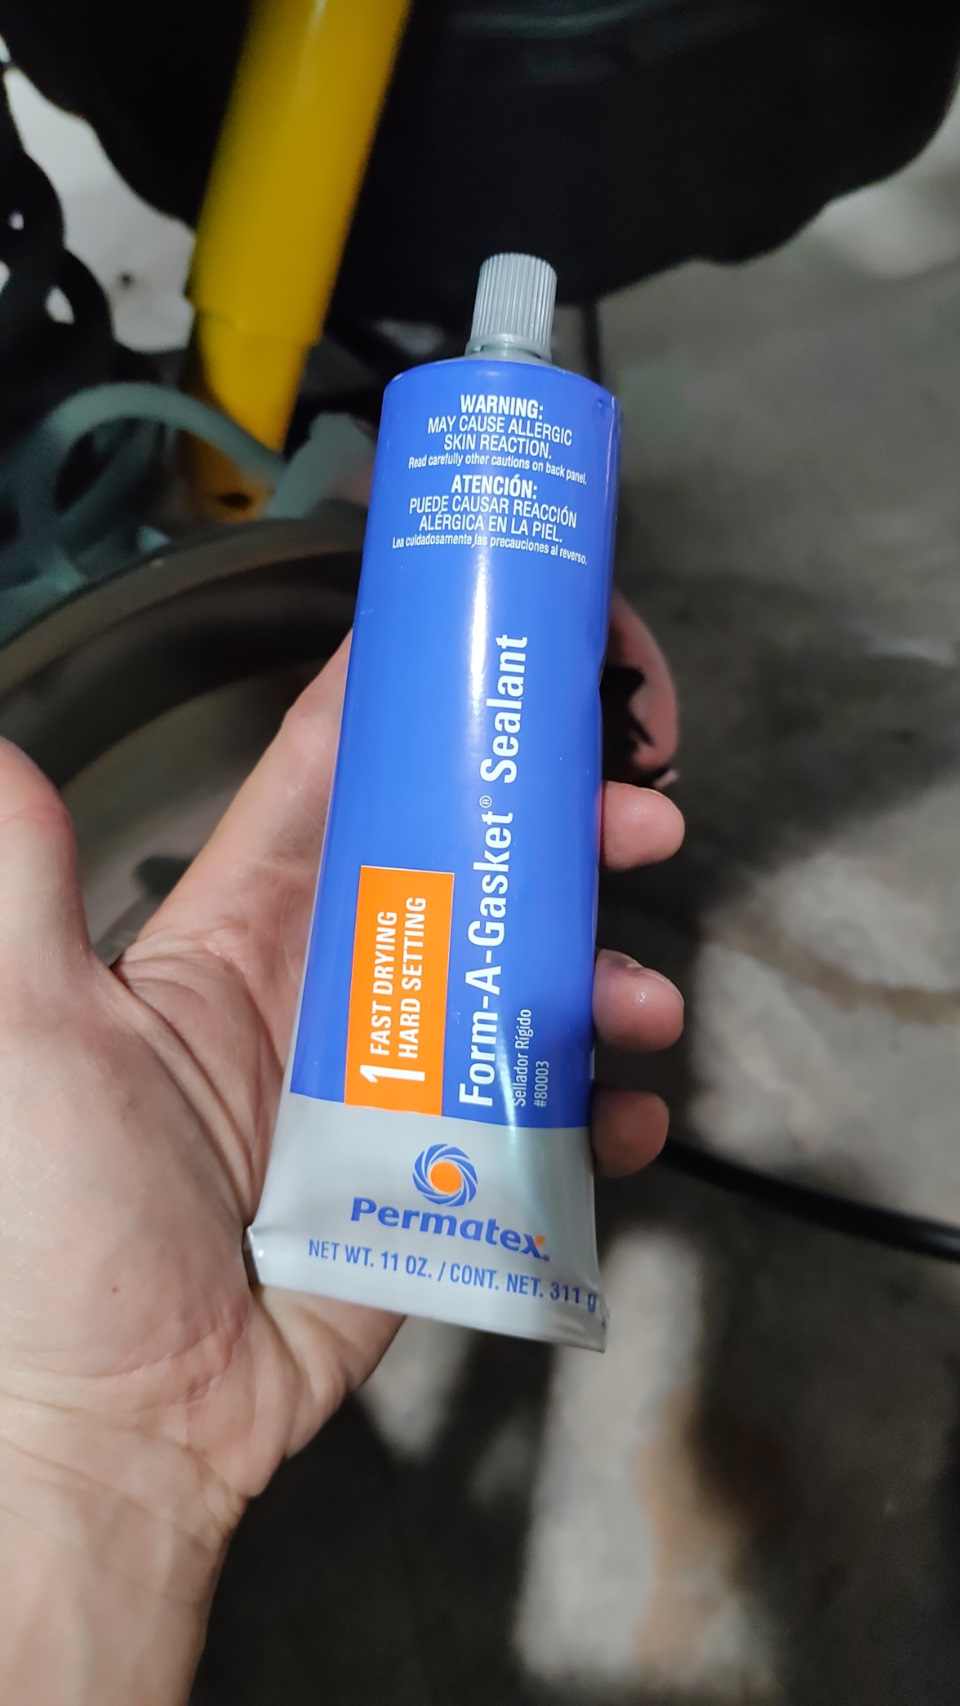 WARNING:
MAY CAUSE ALLERGIC
SKIN REACTION.
Read carefully other cautions on back panel.
ATENCIÓN:
PUEDE CAUSAR REACCIÓN
ALÉRGICA EN LA PIEL.
Lea cuidadosamente las precauciones al reverso.
1 FAST DRYING
HARD SETTING
Form-A-Gasket® Sealant
Sellador Rígido
#80003
Permatex®
NET WT. 11 OZ. / CONT. NET. 311 g